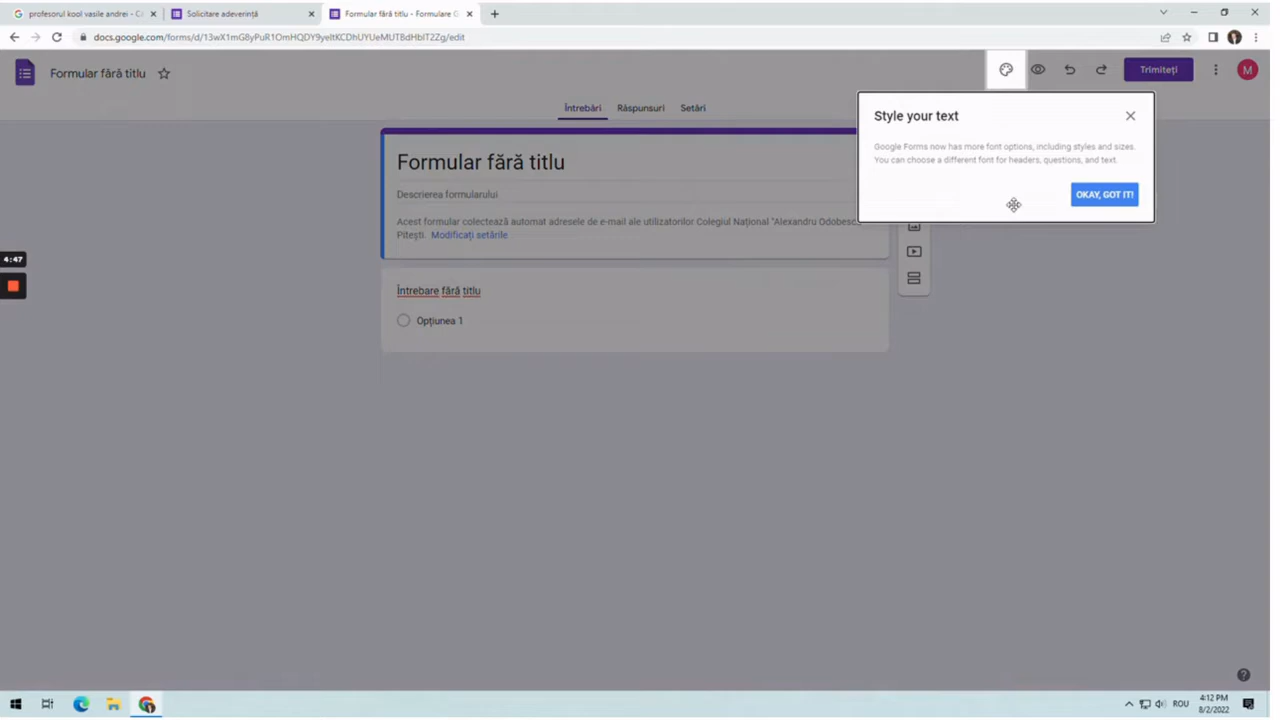 profesorul kool vasile andrei - C
Solicitare adeverință
Formular fără titlu - Formulare G
docs.google.com/forms/d/13wX1mG8yPuR1OmHQDY9yeltKCDhUYUeMUTBdHbIT2Zg/edit
Formular fără titlu
Trimiteți
M
Întrebări
Răspunsuri
Setări
Style your text
Google Forms now has more font options, including styles and sizes.
You can choose a different font for headers, questions, and text.
OKAY, GOT IT!
Formular fără titlu
Descrierea formularului
Acest formular colectează automat adresele de e-mail ale utilizatorilor Colegiul Național "Alexandru Odobesc
Pitești. Modificați setările
4:47
Întrebare fără titlu
Opțiunea 1
ROU
4:12 PM
8/2/2022